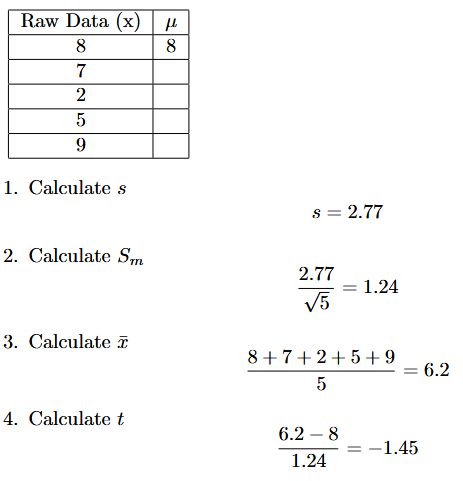 Raw Data (x) μ
8 8
7
2
5
9
1. Calculate s
s = 2.77
2. Calculate Sₘ
2.77/√5 = 1.24
3. Calculate x̄
(8 + 7 + 2 + 5 + 9)/5 = 6.2
4. Calculate t
(6.2 − 8)/1.24 = −1.45